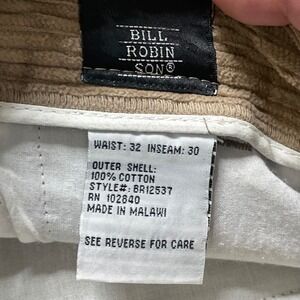 BILL
ROBIN
SON®
WAIST: 32 INSEAM: 30
OUTER SHELL:
100% COTTON
STYLE#: BR12537
RN 102840
MADE IN MALAWI
SEE REVERSE FOR CARE